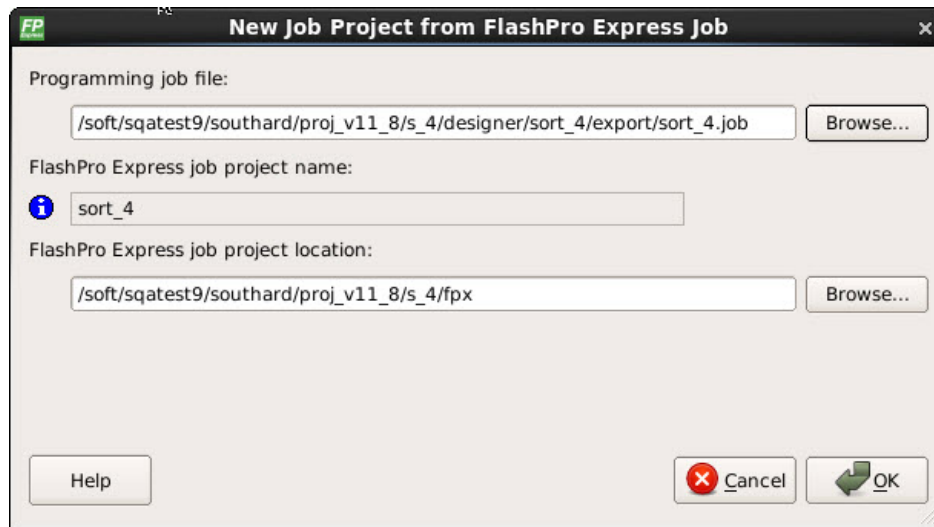 FP
Express
New Job Project from FlashPro Express Job
Programming job file:
/soft/sqatest9/southard/proj_v11_8/s_4/designer/sort_4/export/sort_4.job
Browse...
FlashPro Express job project name:
sort_4
FlashPro Express job project location:
/soft/sqatest9/southard/proj_v11_8/s_4/fpx
Browse...
Help
Cancel
OK